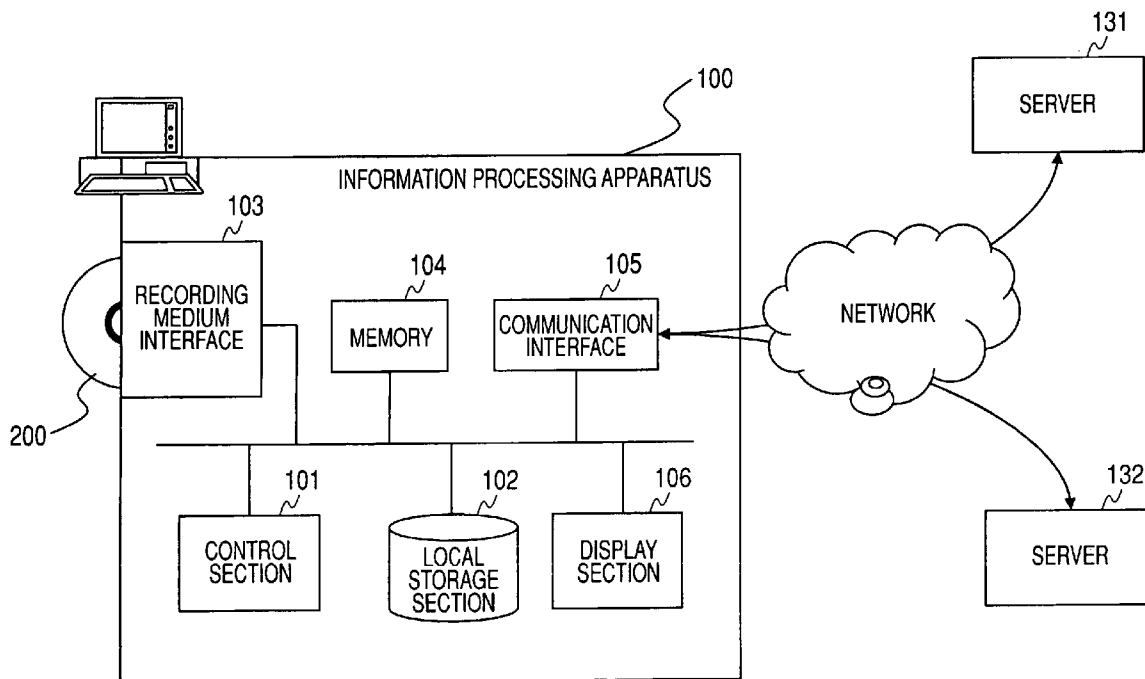 131
SERVER
100
INFORMATION PROCESSING APPARATUS
103
RECORDING
MEDIUM
INTERFACE
104
MEMORY
105
COMMUNICATION
INTERFACE
NETWORK
200
101
CONTROL
SECTION
102
LOCAL
STORAGE
SECTION
106
DISPLAY
SECTION
132
SERVER